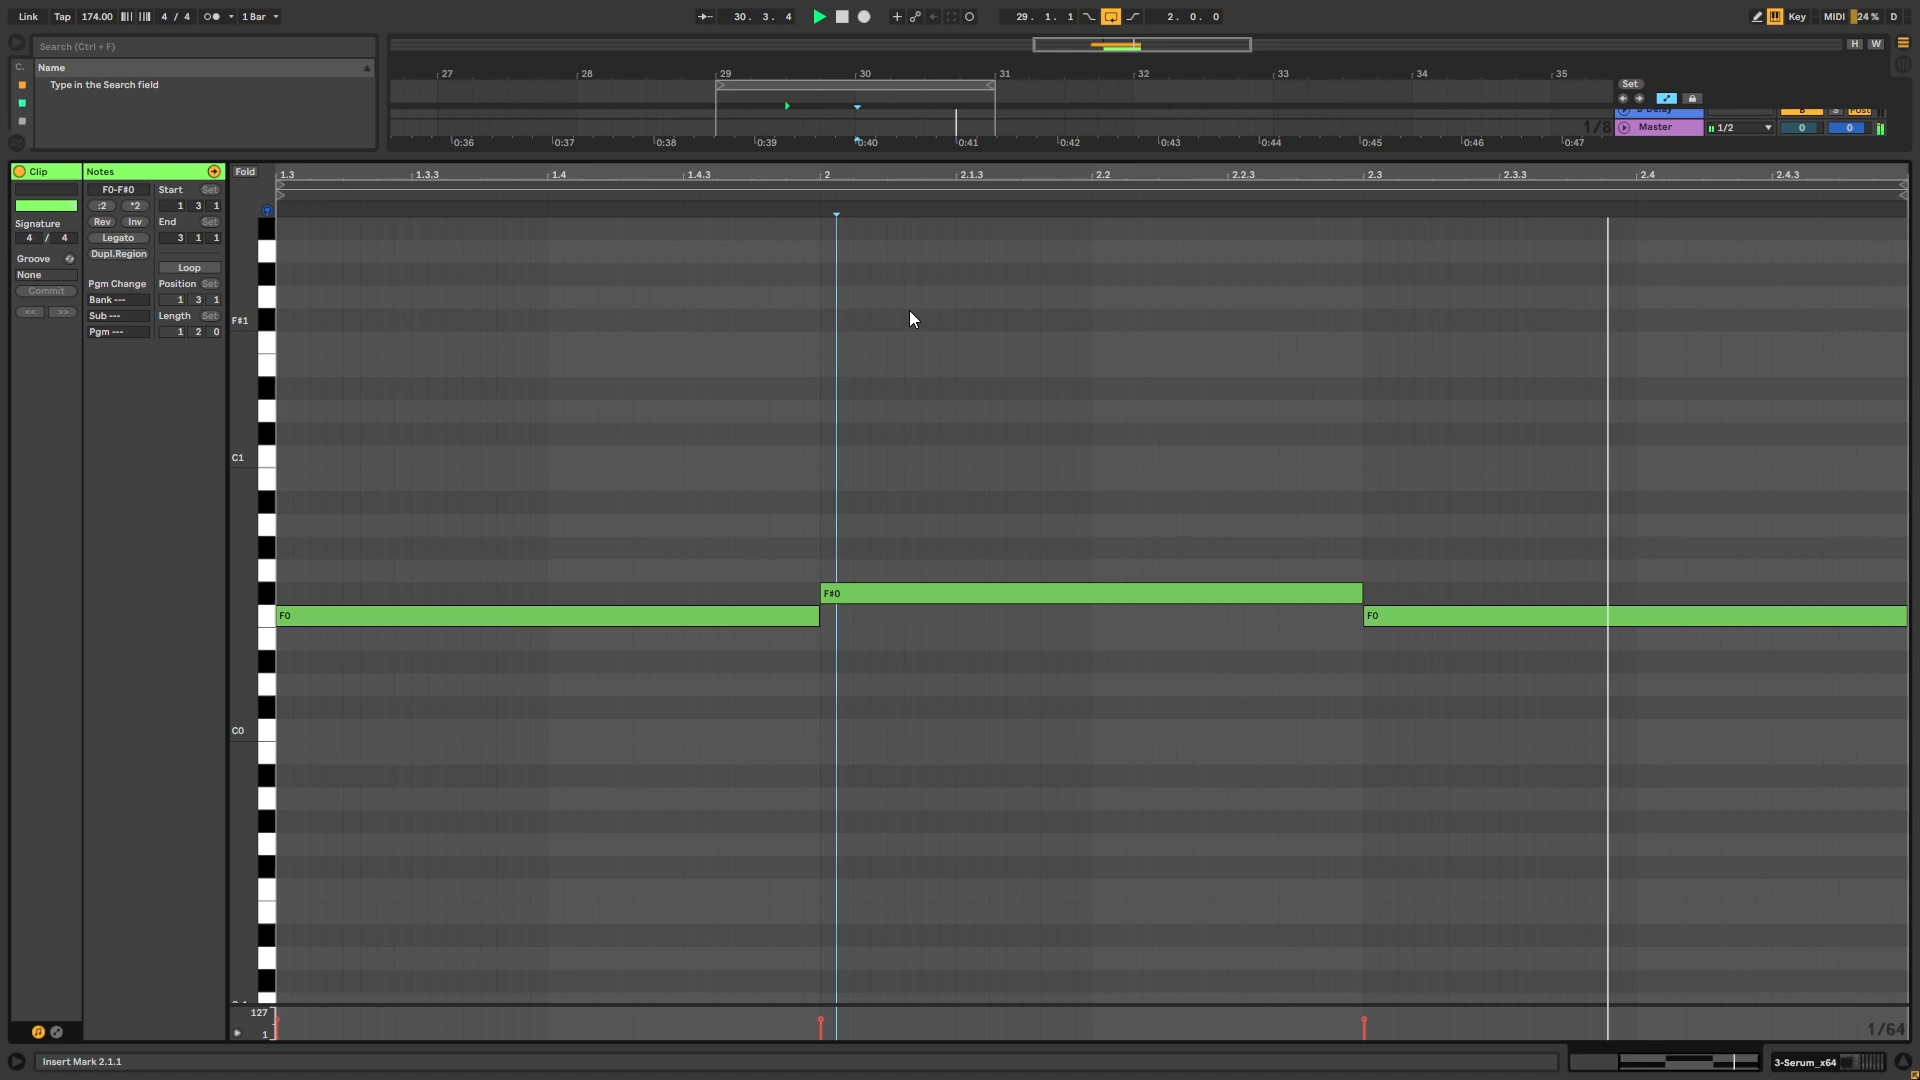 Link Tap 174.00 4 / 4 1 Bar 30. 3. 4 29. 1. 1 2. 0. 0 Key MIDI 24 % D
Search (Ctrl + F) H W
C. Name
Type in the Search field
27 28 29 30 31 32 33 34 35
Set
Master 1/2 0 0
1/8
0:36 0:37 0:38 0:39 0:40 0:41 0:42 0:43 0:44 0:45 0:46 0:47
Clip Notes Fold 1.3 1.3.3 1.4 1.4.3 2 2.1.3 2.2 2.2.3 2.3 2.3.3 2.4 2.4.3
F0-F#0 Start Set
:2 *2 1 3 1
Rev Inv End Set
Signature
4 / 4 Legato 3 1 1
Dupl.Region
Groove
Loop
None
Pgm Change Position Set
Commit
Bank --- 1 3 1
<< >> Sub --- Length Set
Pgm --- 1 2 0
F#1
C1
F#0
F0 F0
C0
127
1 1/64
Insert Mark 2.1.1 3-Serum_x64